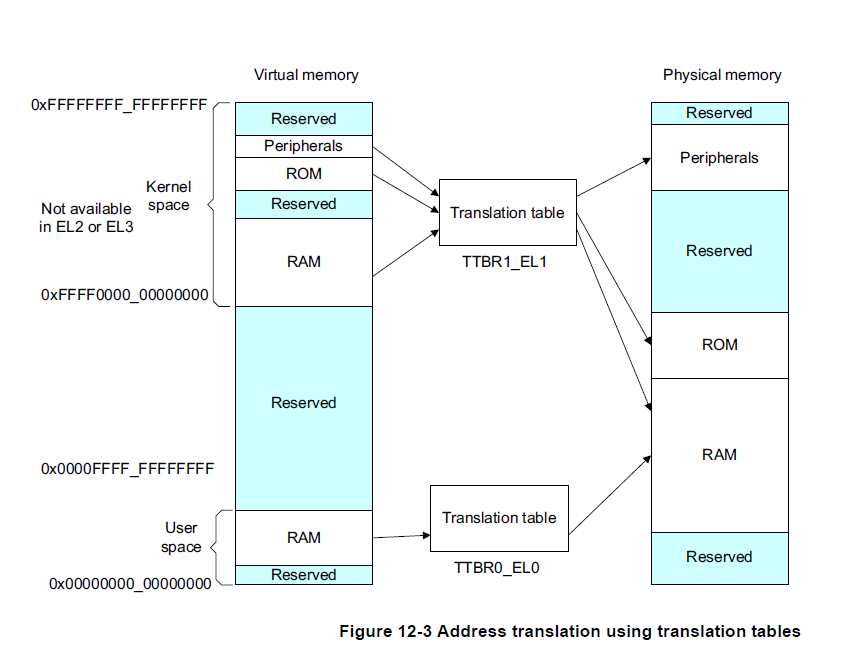 Virtual memory
Physical memory
0xFFFFFFFF_FFFFFFFF
Reserved
Peripherals
ROM
Reserved
RAM
Kernel
space
Not available
in EL2 or EL3
0xFFFF0000_00000000
Reserved
0x0000FFFF_FFFFFFFF
User
space
RAM
Reserved
0x00000000_00000000
Translation table
TTBR1_EL1
Translation table
TTBR0_EL0
Reserved
Peripherals
Reserved
ROM
RAM
Reserved
Figure 12-3 Address translation using translation tables